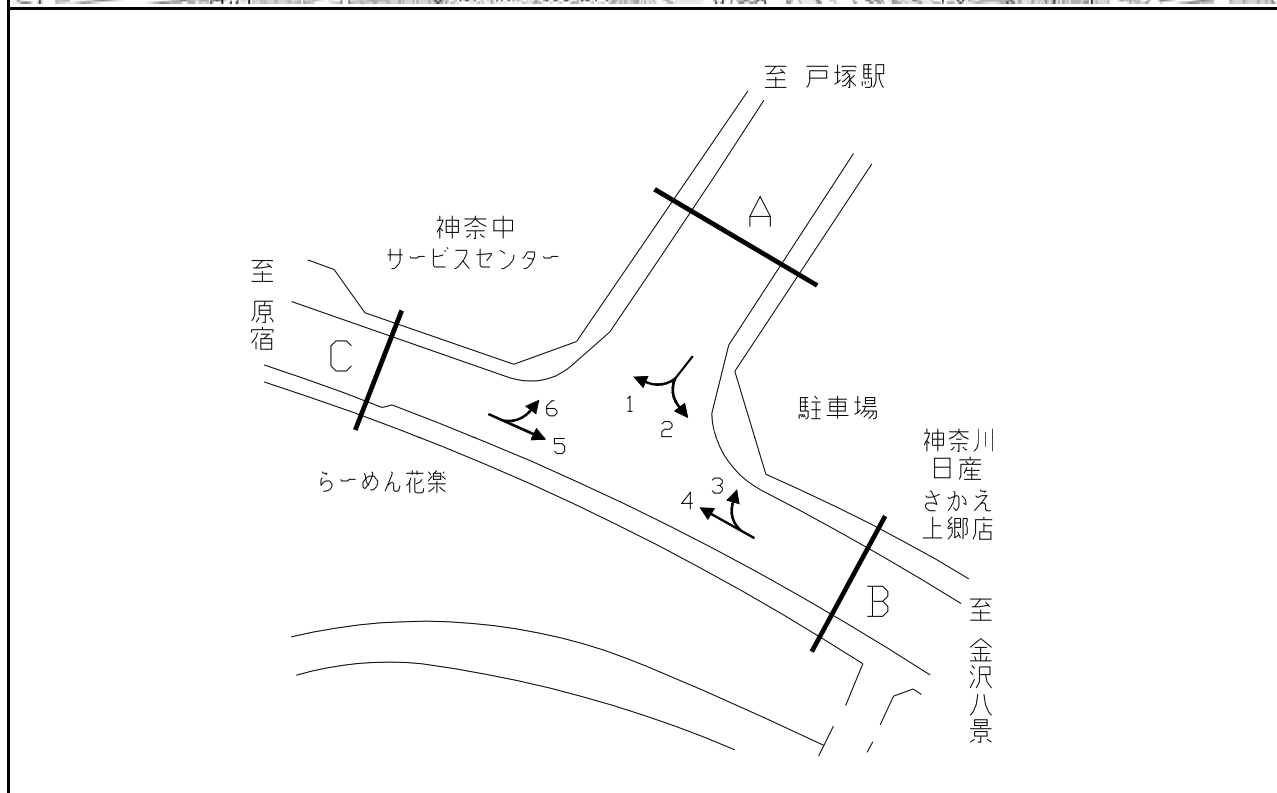 至 戸塚駅
A
神奈中
サービスセンター
至 原宿
C
1
2
6
5
駐車場
らーめん花楽
3
4
神奈川
日産
さかえ
上郷店
B
至 金沢八景